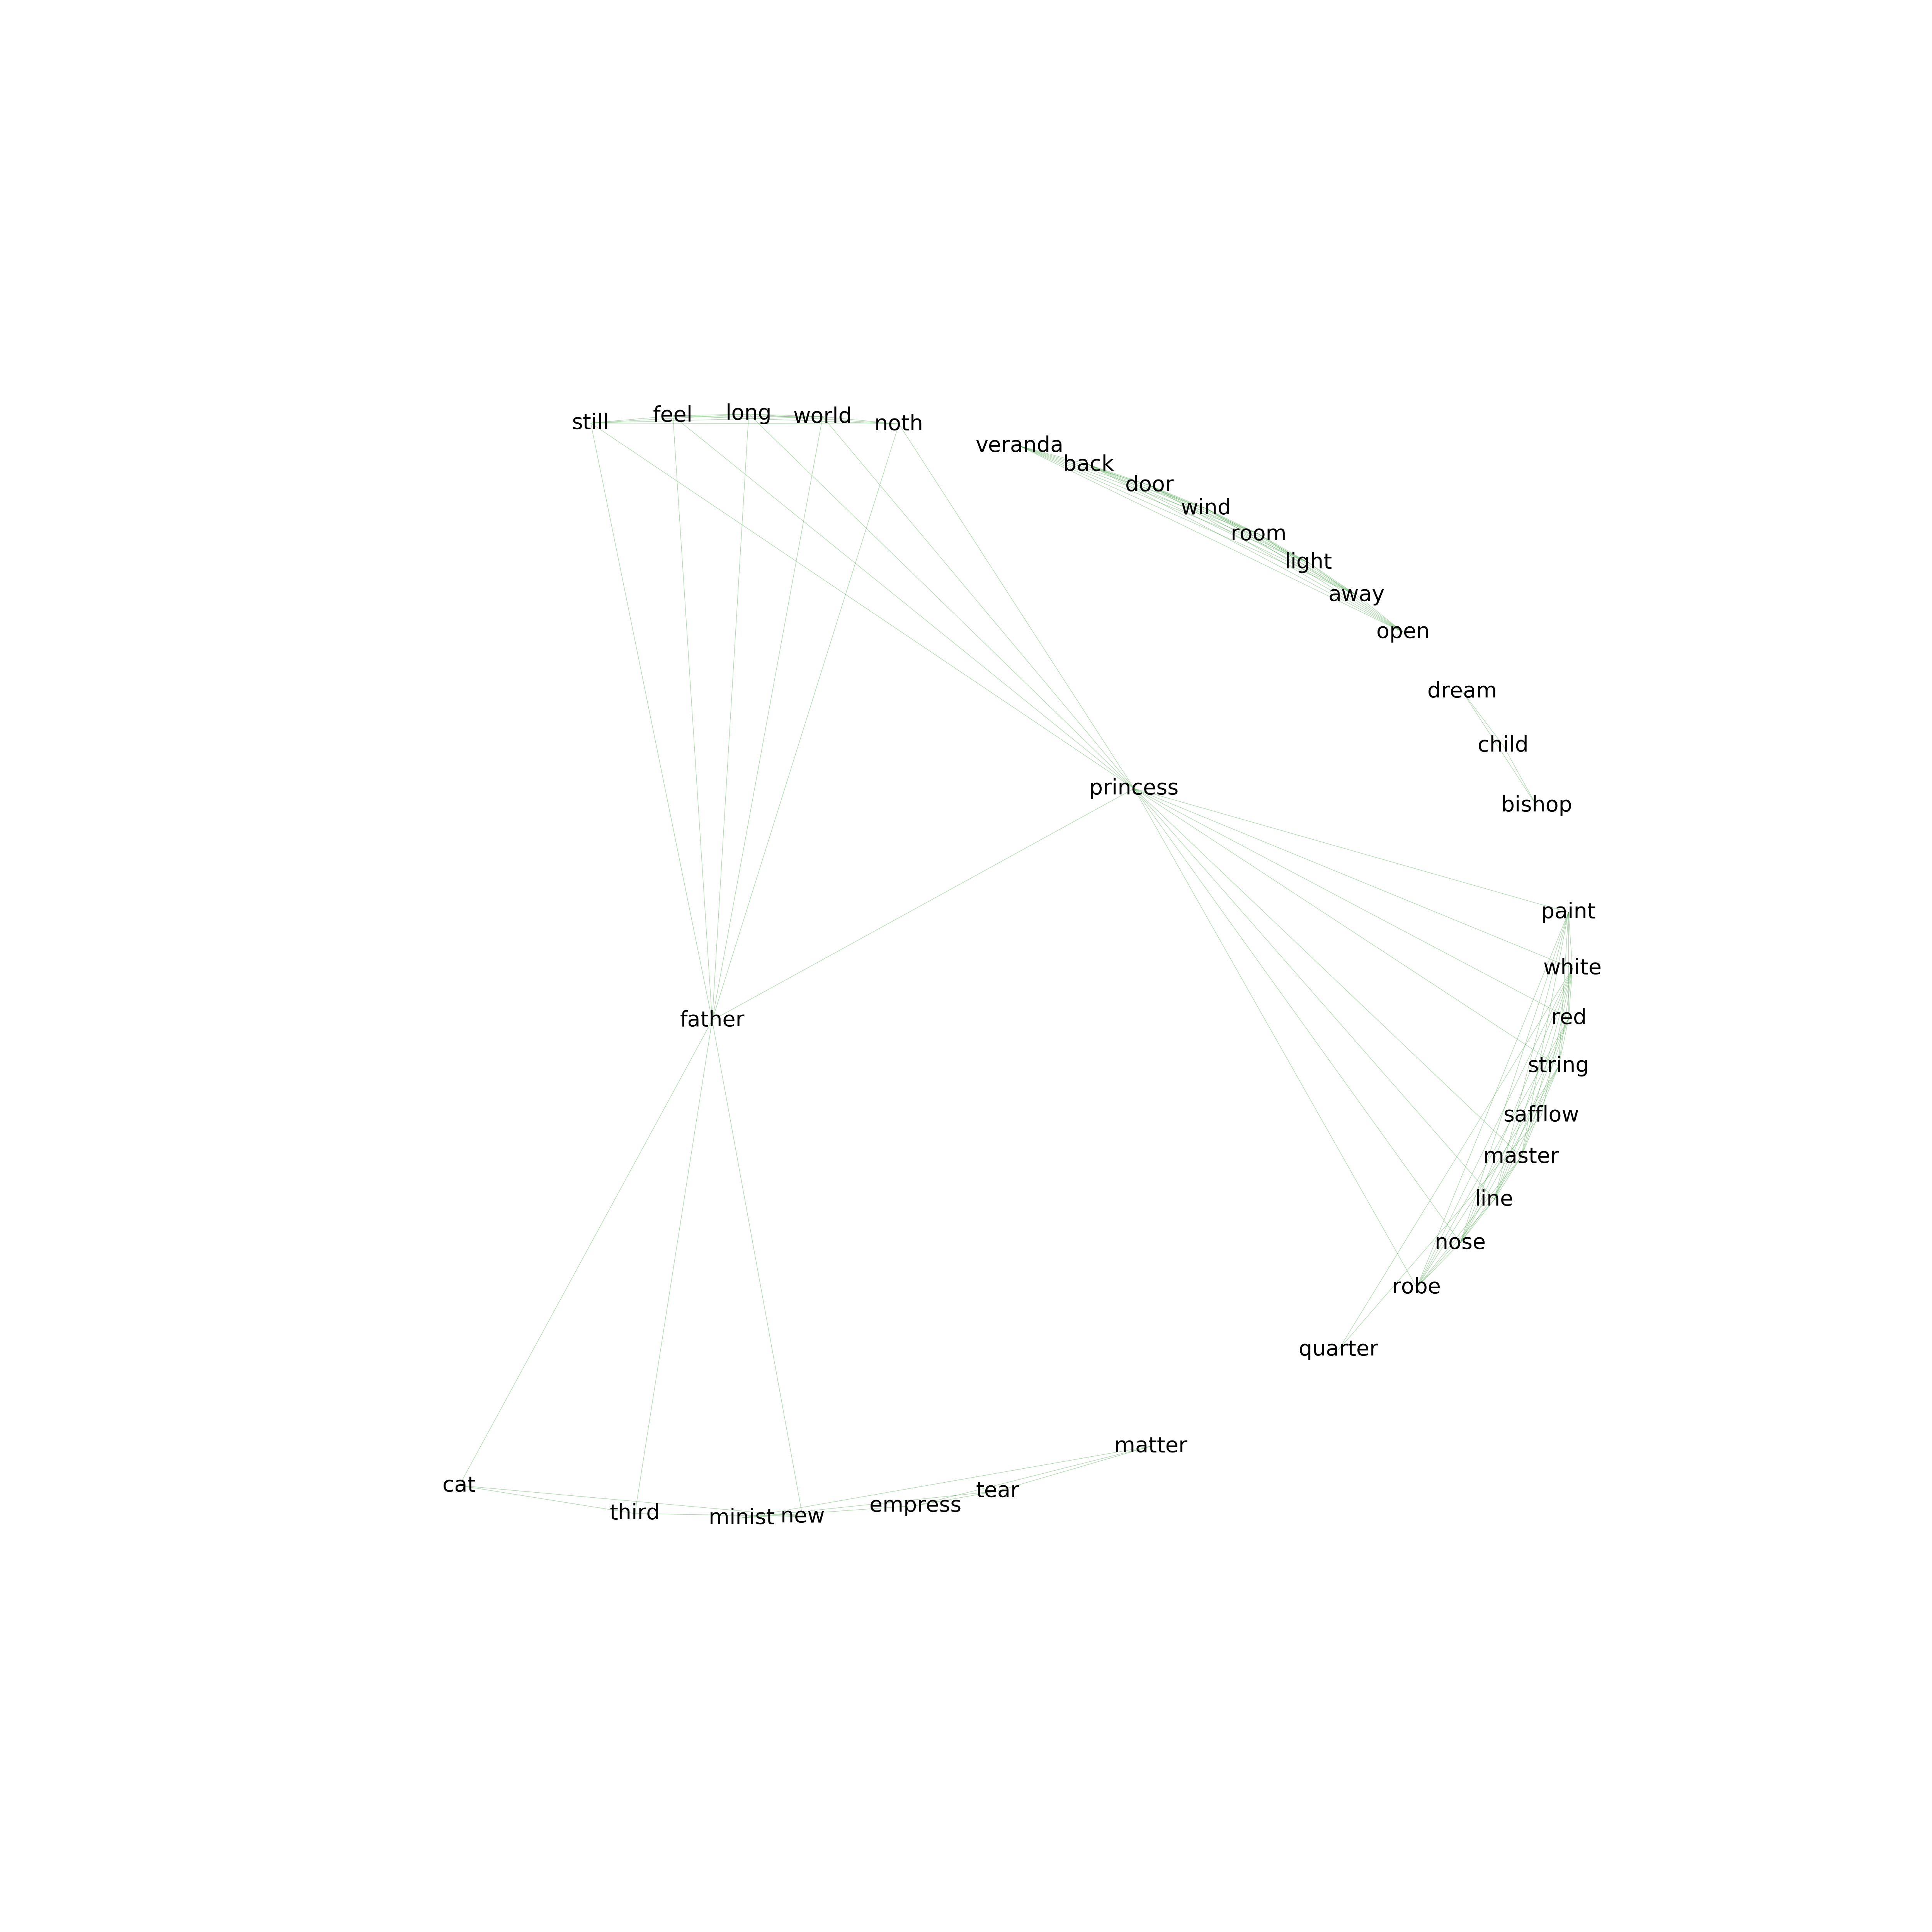 still
feel
long
world
noth
veranda
back
door
wind
room
light
away
open
dream
child
bishop
princess
paint
white
red
string
safflow
master
line
nose
robe
quarter
father
matter
cat
third
minist
new
empress
tear